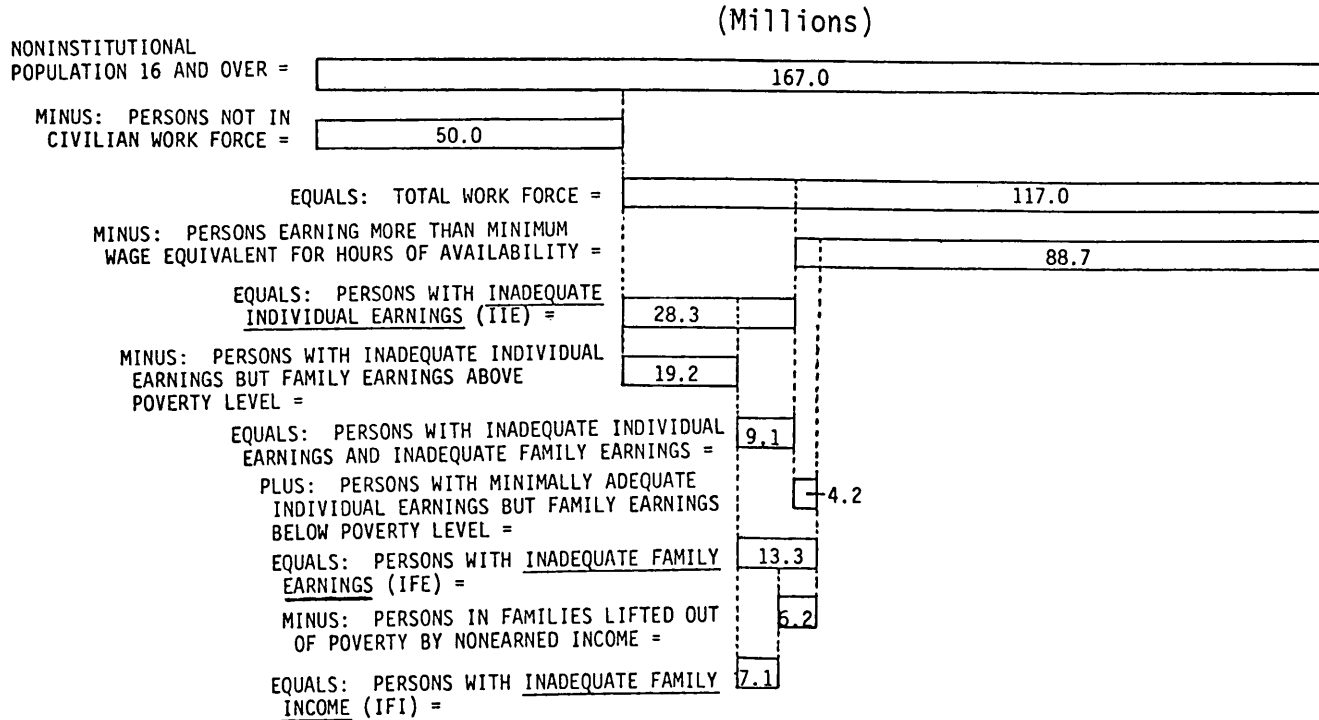 (Millions)
NONINSTITUTIONAL
POPULATION 16 AND OVER =
167.0
MINUS: PERSONS NOT IN
CIVILIAN WORK FORCE =
50.0
EQUALS: TOTAL WORK FORCE =
117.0
MINUS: PERSONS EARNING MORE THAN MINIMUM
WAGE EQUIVALENT FOR HOURS OF AVAILABILITY =
88.7
EQUALS: PERSONS WITH INADEQUATE
INDIVIDUAL EARNINGS (IIE) =
28.3
MINUS: PERSONS WITH INADEQUATE INDIVIDUAL
EARNINGS BUT FAMILY EARNINGS ABOVE
POVERTY LEVEL =
19.2
EQUALS: PERSONS WITH INADEQUATE INDIVIDUAL
EARNINGS AND INADEQUATE FAMILY EARNINGS =
9.1
PLUS: PERSONS WITH MINIMALLY ADEQUATE
INDIVIDUAL EARNINGS BUT FAMILY EARNINGS
BELOW POVERTY LEVEL =
4.2
EQUALS: PERSONS WITH INADEQUATE FAMILY
EARNINGS (IFE) =
13.3
MINUS: PERSONS IN FAMILIES LIFTED OUT
OF POVERTY BY NONEARNED INCOME =
6.2
EQUALS: PERSONS WITH INADEQUATE FAMILY
INCOME (IFI) =
7.1